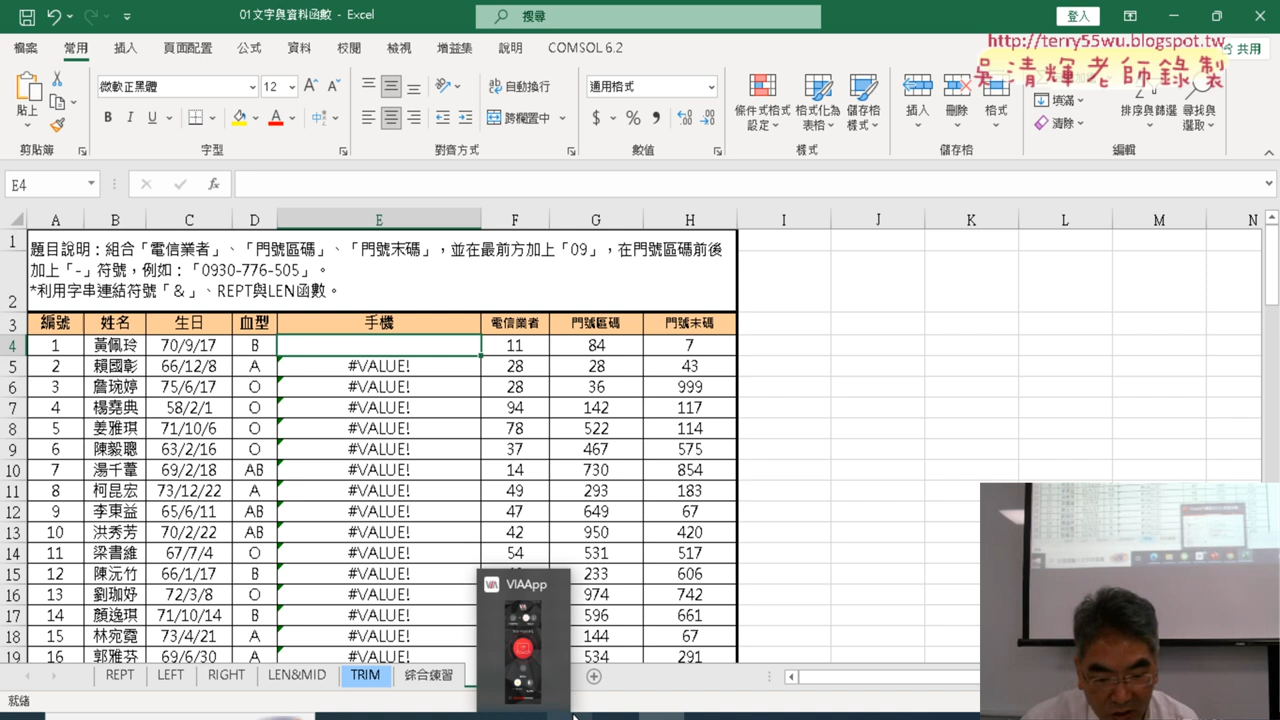 01文字與資料函數 - Excel
搜尋
登入
http://terry55wu.blogspot.tw
吳清輝老師錄製
共用
檔案 常用 插入 頁面配置 公式 資料 校閱 檢視 增益集 說明 COMSOL 6.2
貼上
剪貼簿
微軟正黑體 12
B I U A
字型
自動換行
跨欄置中
對齊方式
通用格式
$ % 9
數值
條件式格式設定
格式化為表格
儲存格樣式
樣式
插入 刪除 格式
儲存格
填滿
清除
排序與篩選
尋找與選取
編輯
E4
fx
A B C D E F G H I J K L M N
1 題目說明：組合「電信業者」、「門號區碼」、「門號末碼」，並在最前方加上「09」，在門號區碼前後
加上「-」符號，例如：「0930-776-505」。
2 *利用字串連結符號「＆」、REPT與LEN函數。
3 編號 姓名 生日 血型 手機 電信業者 門號區碼 門號末碼
4 1 黃佩玲 70/9/17 B 11 84 7
5 2 賴國彰 66/12/8 A #VALUE! 28 28 43
6 3 詹琬婷 75/6/17 O #VALUE! 28 36 999
7 4 楊堯典 58/2/1 O #VALUE! 94 142 117
8 5 姜雅琪 71/10/6 O #VALUE! 78 522 114
9 6 陳毅聰 63/2/16 O #VALUE! 37 467 575
10 7 湯千葦 69/2/18 AB #VALUE! 14 730 854
11 8 柯昆宏 73/12/22 A #VALUE! 49 293 183
12 9 李東益 65/6/11 AB #VALUE! 47 649 67
13 10 洪秀芳 70/2/22 AB #VALUE! 42 950 420
14 11 梁書維 67/7/4 O #VALUE! 54 531 517
15 12 陳沅竹 66/1/17 B #VALUE! 233 606
16 13 劉珈妤 72/3/8 O #VALUE! 974 742
17 14 顏逸琪 71/10/14 B #VALUE! 596 661
18 15 林宛霓 73/4/21 A #VALUE! 144 67
19 16 郭雅芬 69/6/30 A #VALUE! 534 291
VIAApp
REPT LEFT RIGHT LEN&MID TRIM 綜合練習
就緒